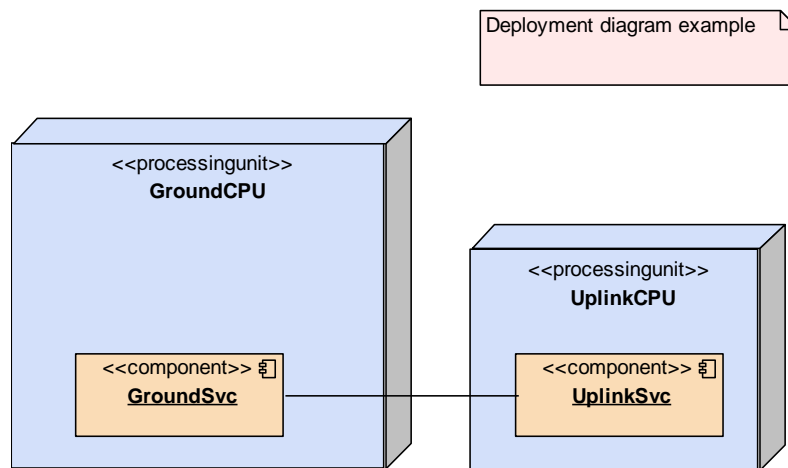 Deployment diagram example
<<processingunit>>
GroundCPU
<<processingunit>>
UplinkCPU
<<component>>
GroundSvc
<<component>>
UplinkSvc